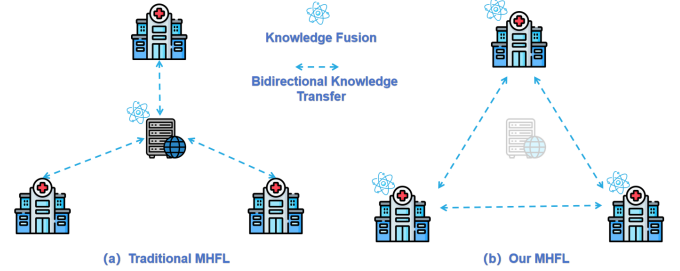 Knowledge Fusion
Bidirectional Knowledge
Transfer
(a) Traditional MHFL
(b) Our MHFL